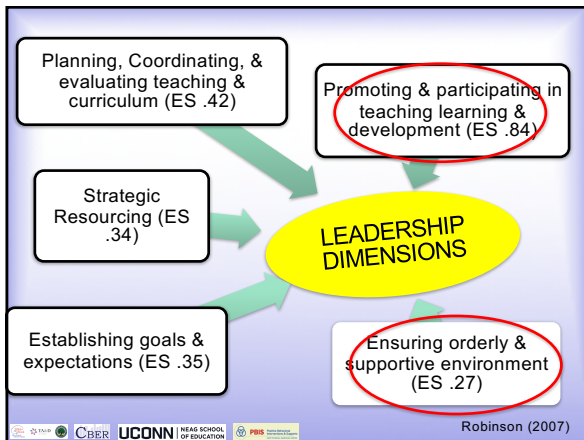 Planning, Coordinating, &
evaluating teaching &
curriculum (ES .42)
Promoting & participating in
teaching learning &
development (ES .84)
Strategic
Resourcing (ES
.34)
LEADERSHIP
DIMENSIONS
Establishing goals &
expectations (ES .35)
Ensuring orderly &
supportive environment
(ES .27)
CBER
UCONN
NEAG SCHOOL
OF EDUCATION
PBIS
Robinson (2007)